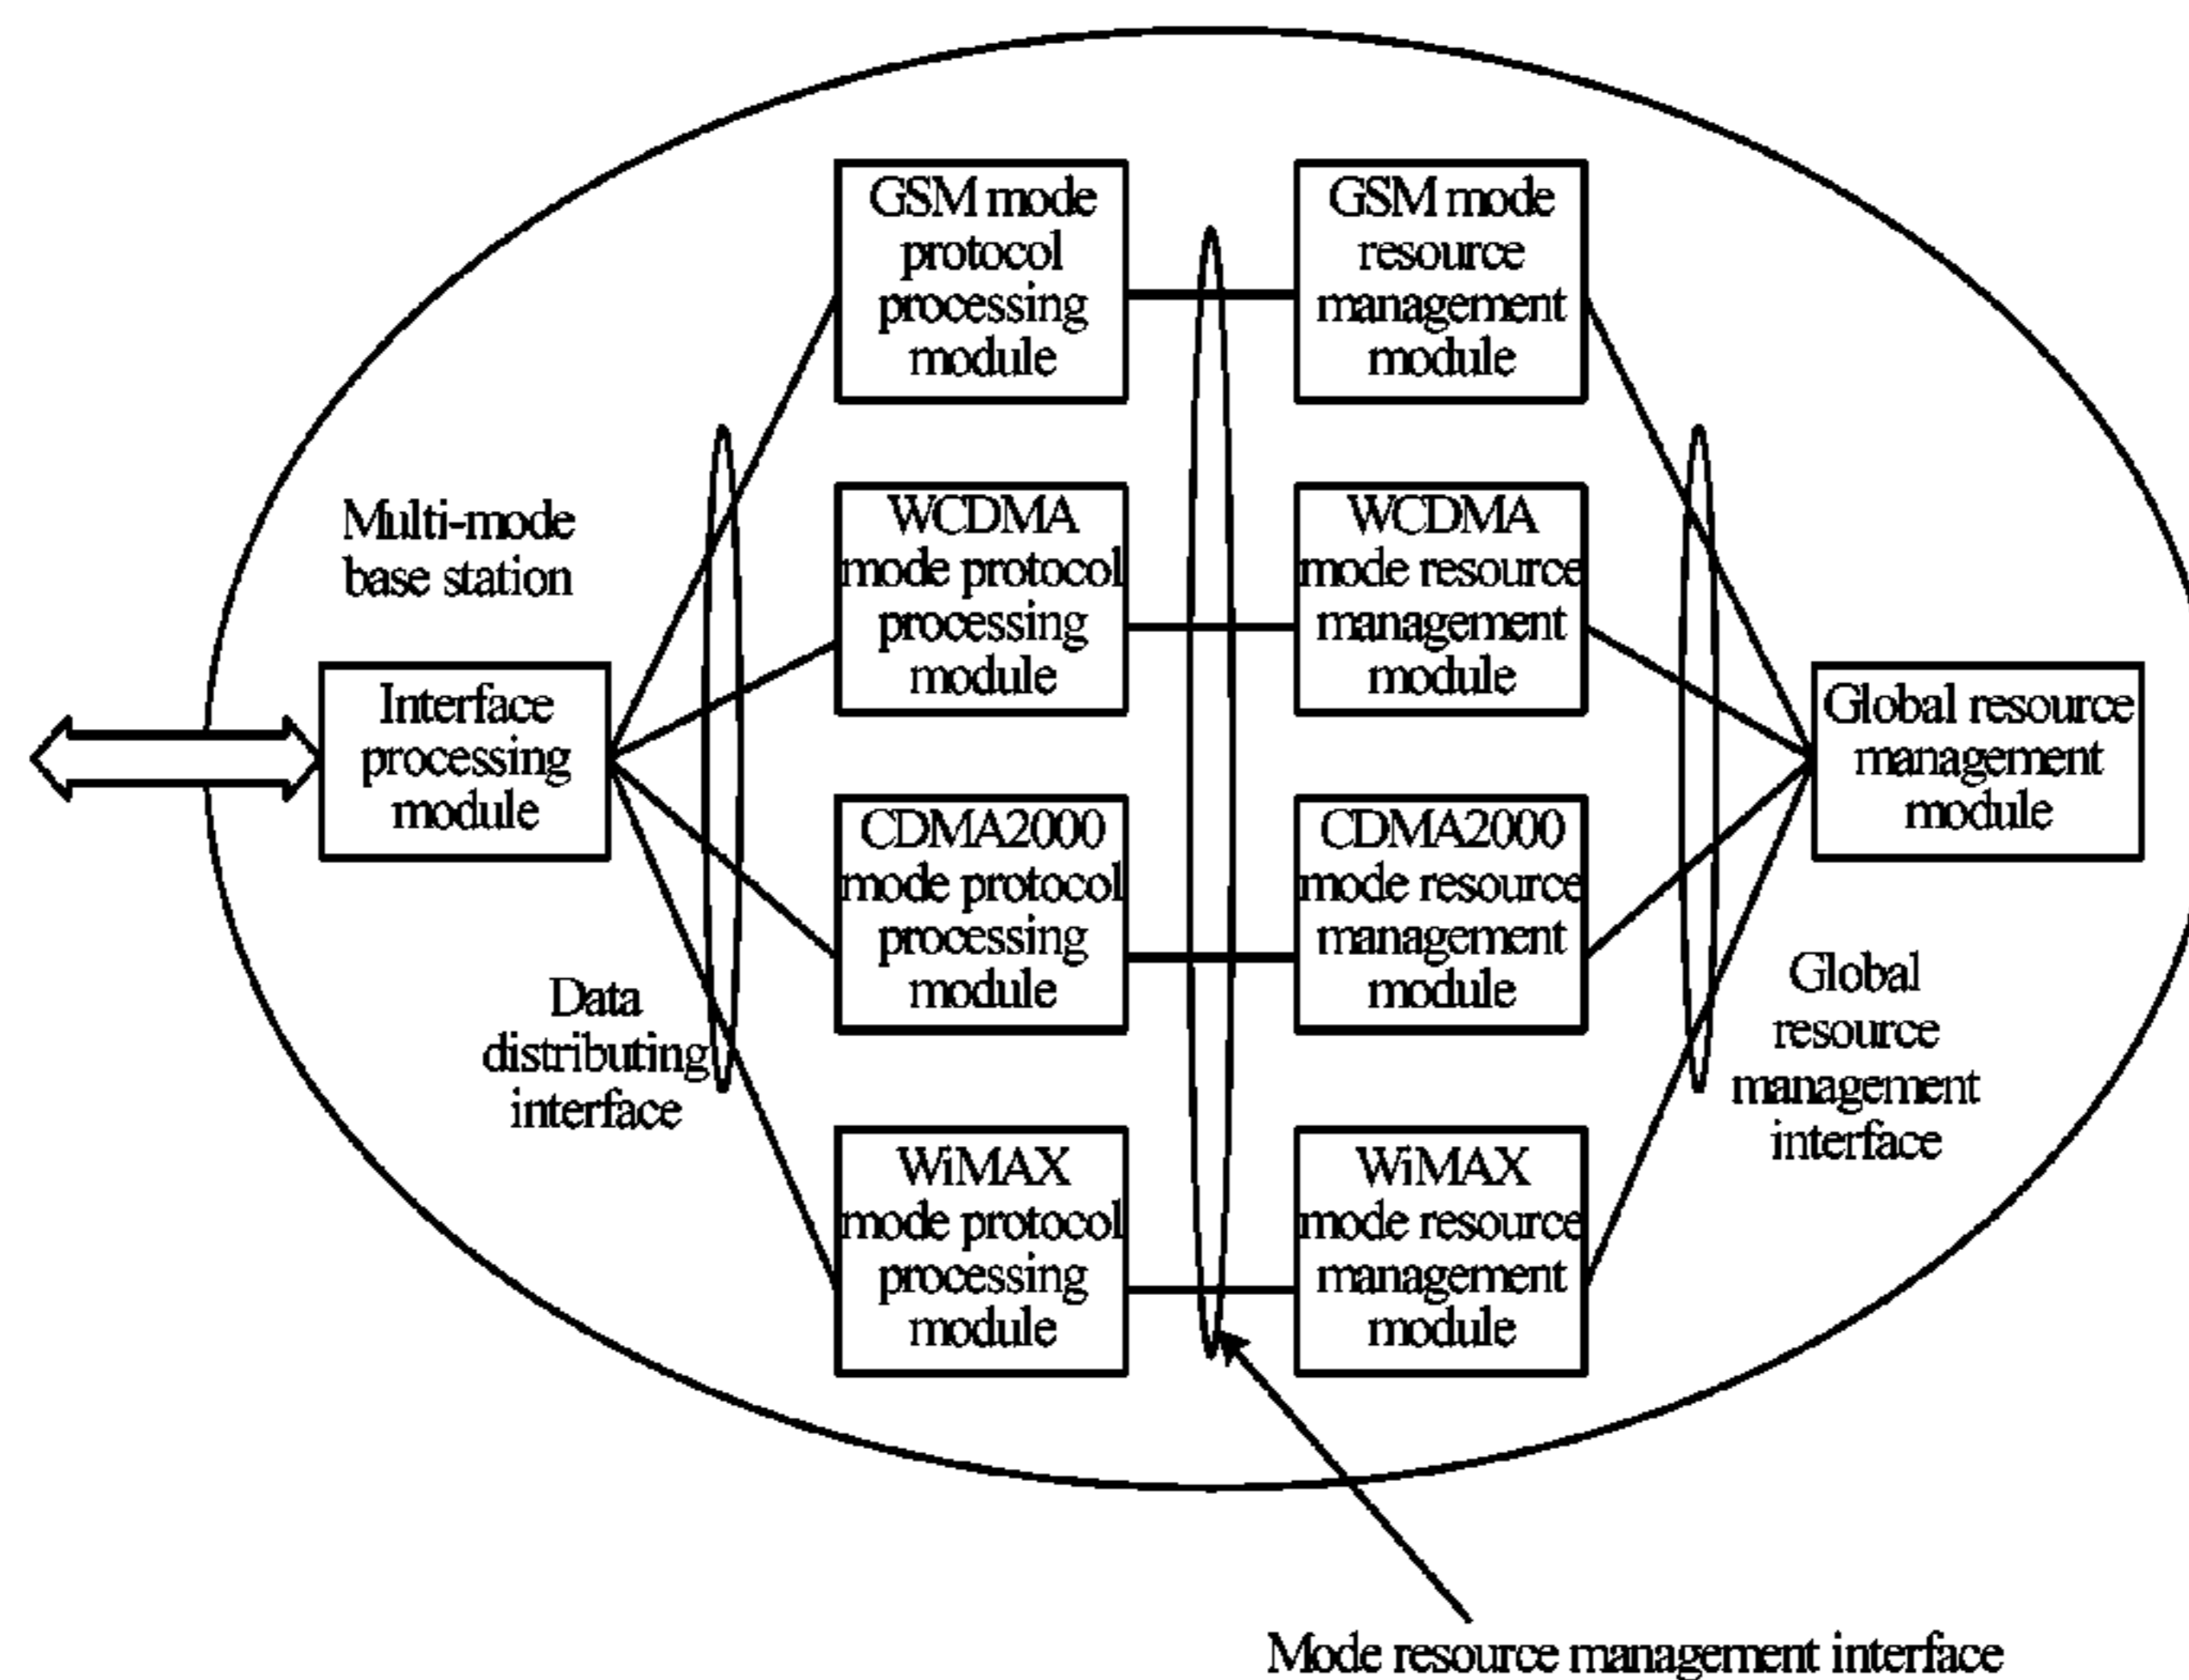 GSM mode
protocol
processing
module
GSM mode
resource
management
module
Multi-mode
base station
WCDMA
mode protocol
processing
module
WCDMA
mode resource
management
module
Interface
processing
module
Global resource
management
module
CDMA2000
mode protocol
processing
module
CDMA2000
mode resource
management
module
Data
distributing
interface
Global
resource
management
interface
WiMAX
mode protocol
processing
module
WiMAX
mode resource
management
module
Mode resource management interface